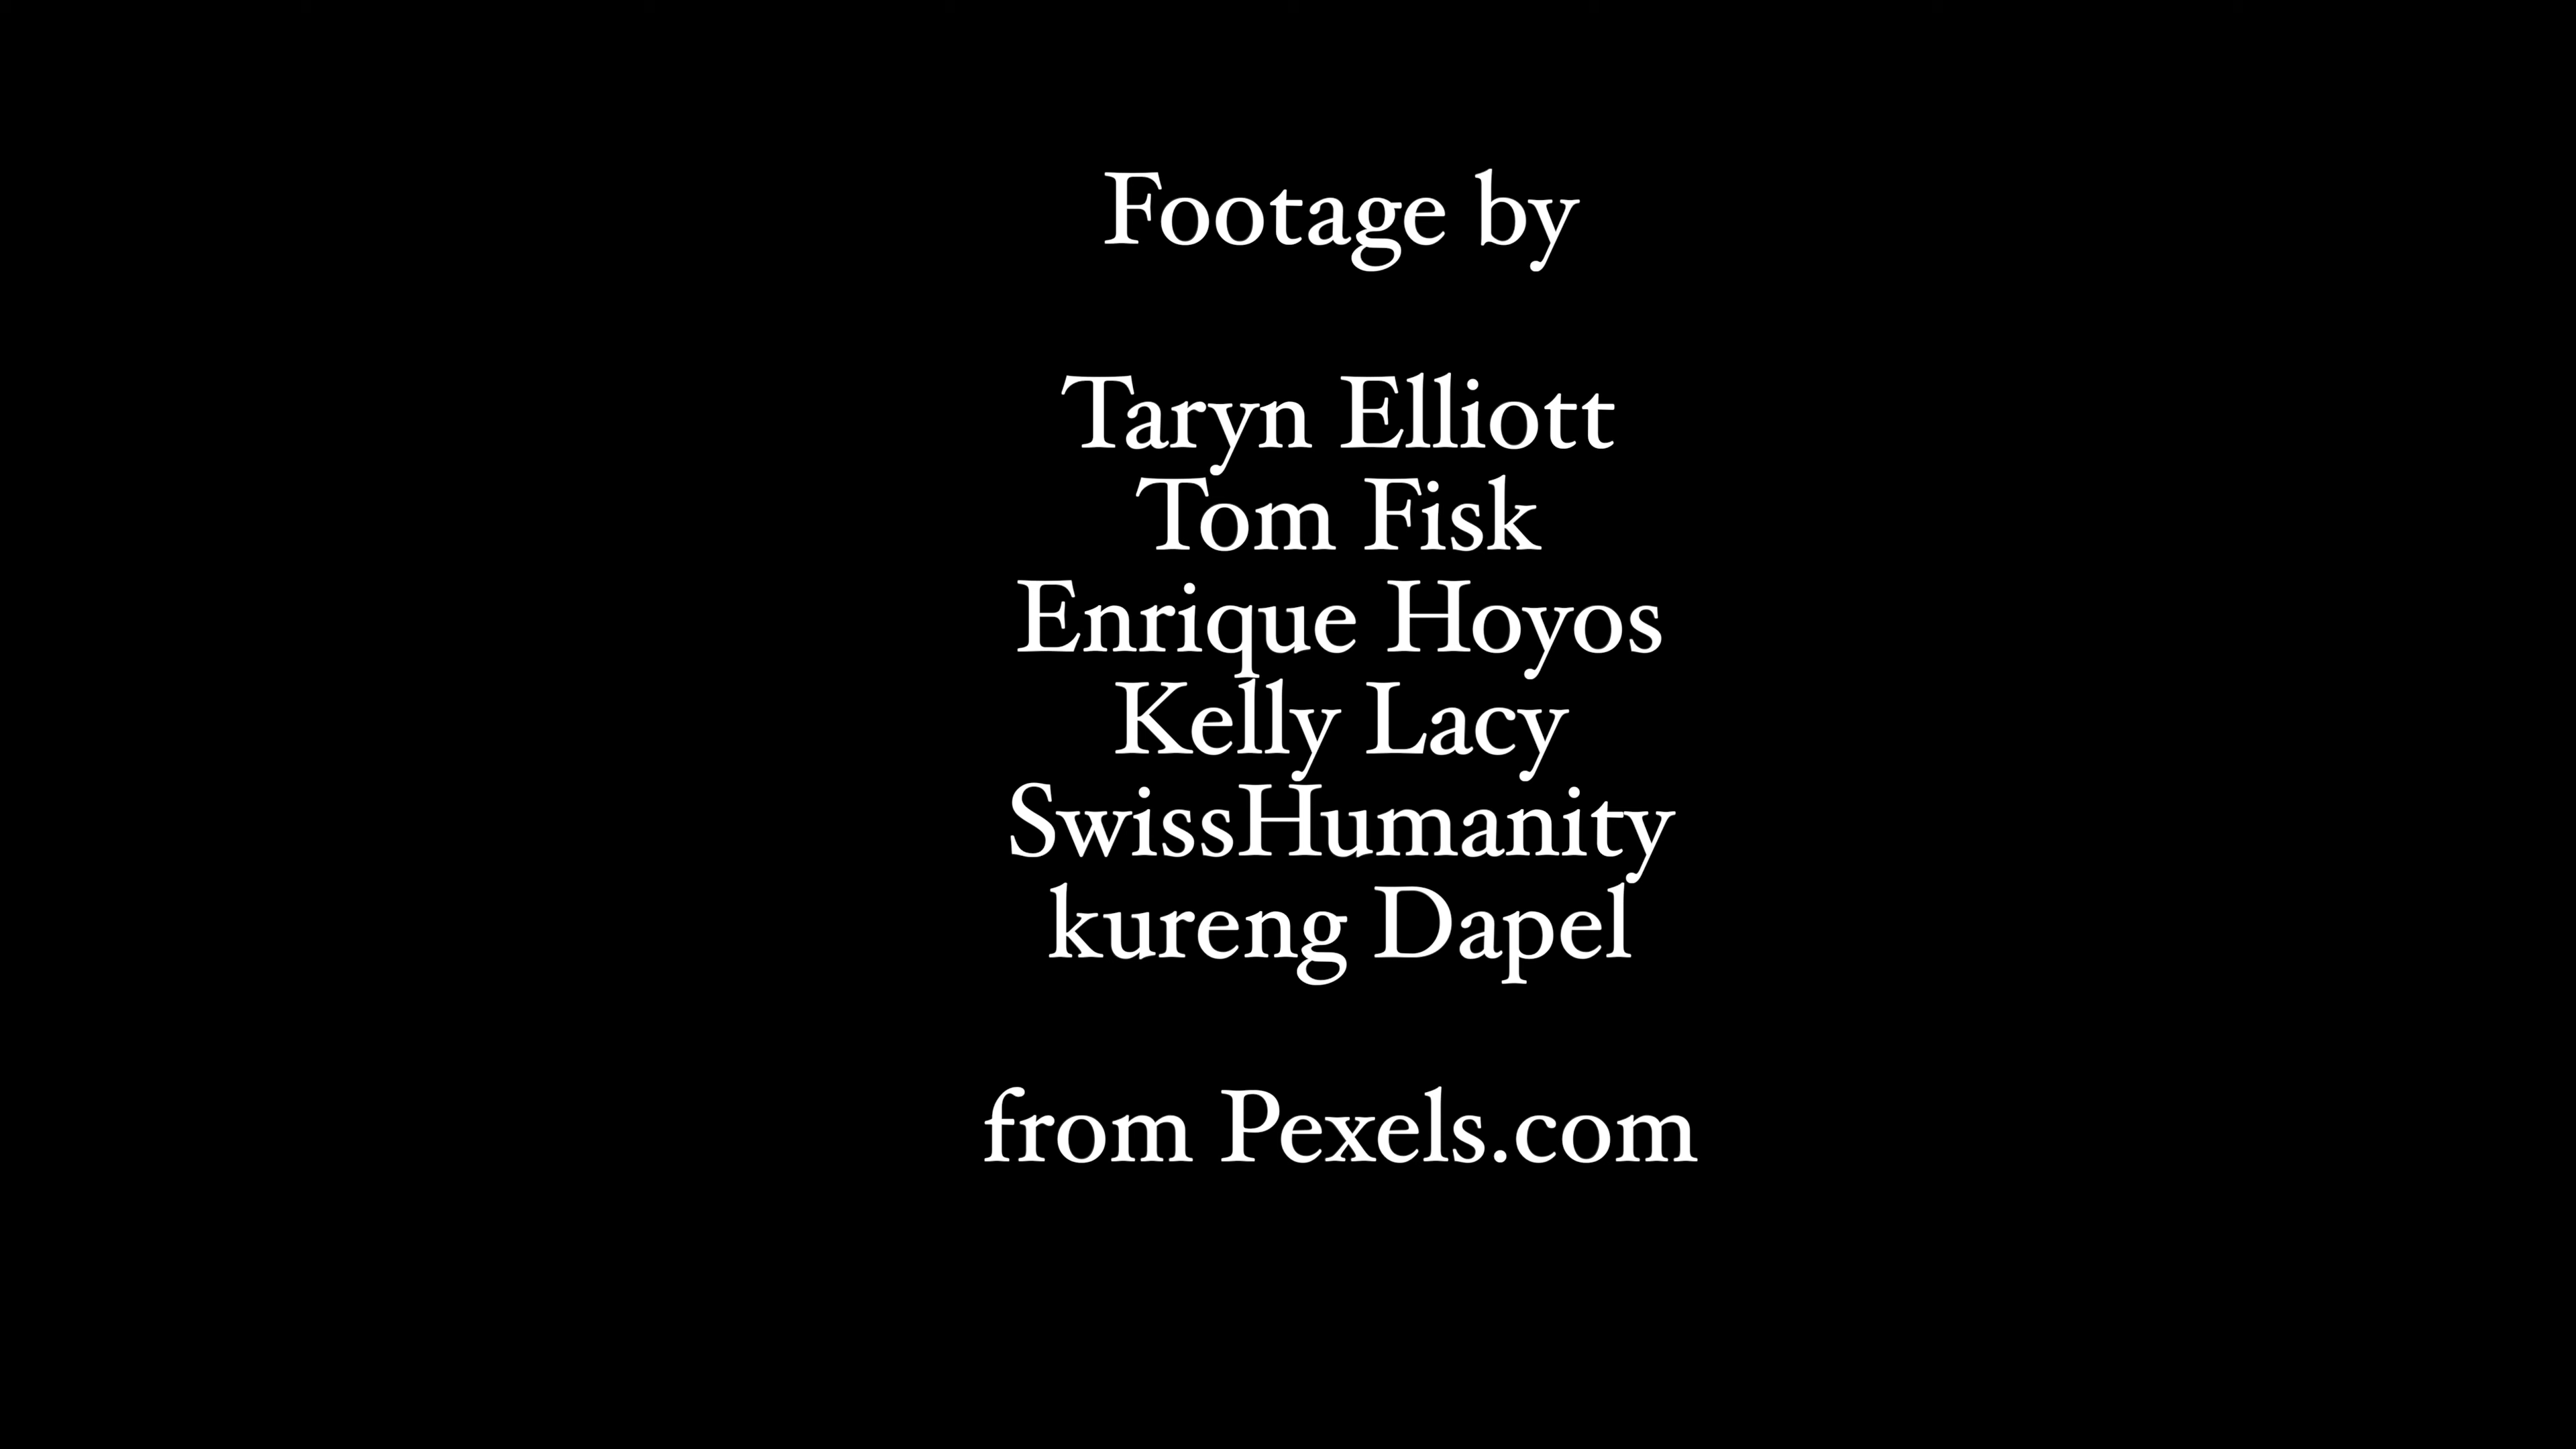 Footage by
Taryn Elliott
Tom Fisk
Enrique Hoyos
Kelly Lacy
SwissHumanity
kureng Dapel
from Pexels.com